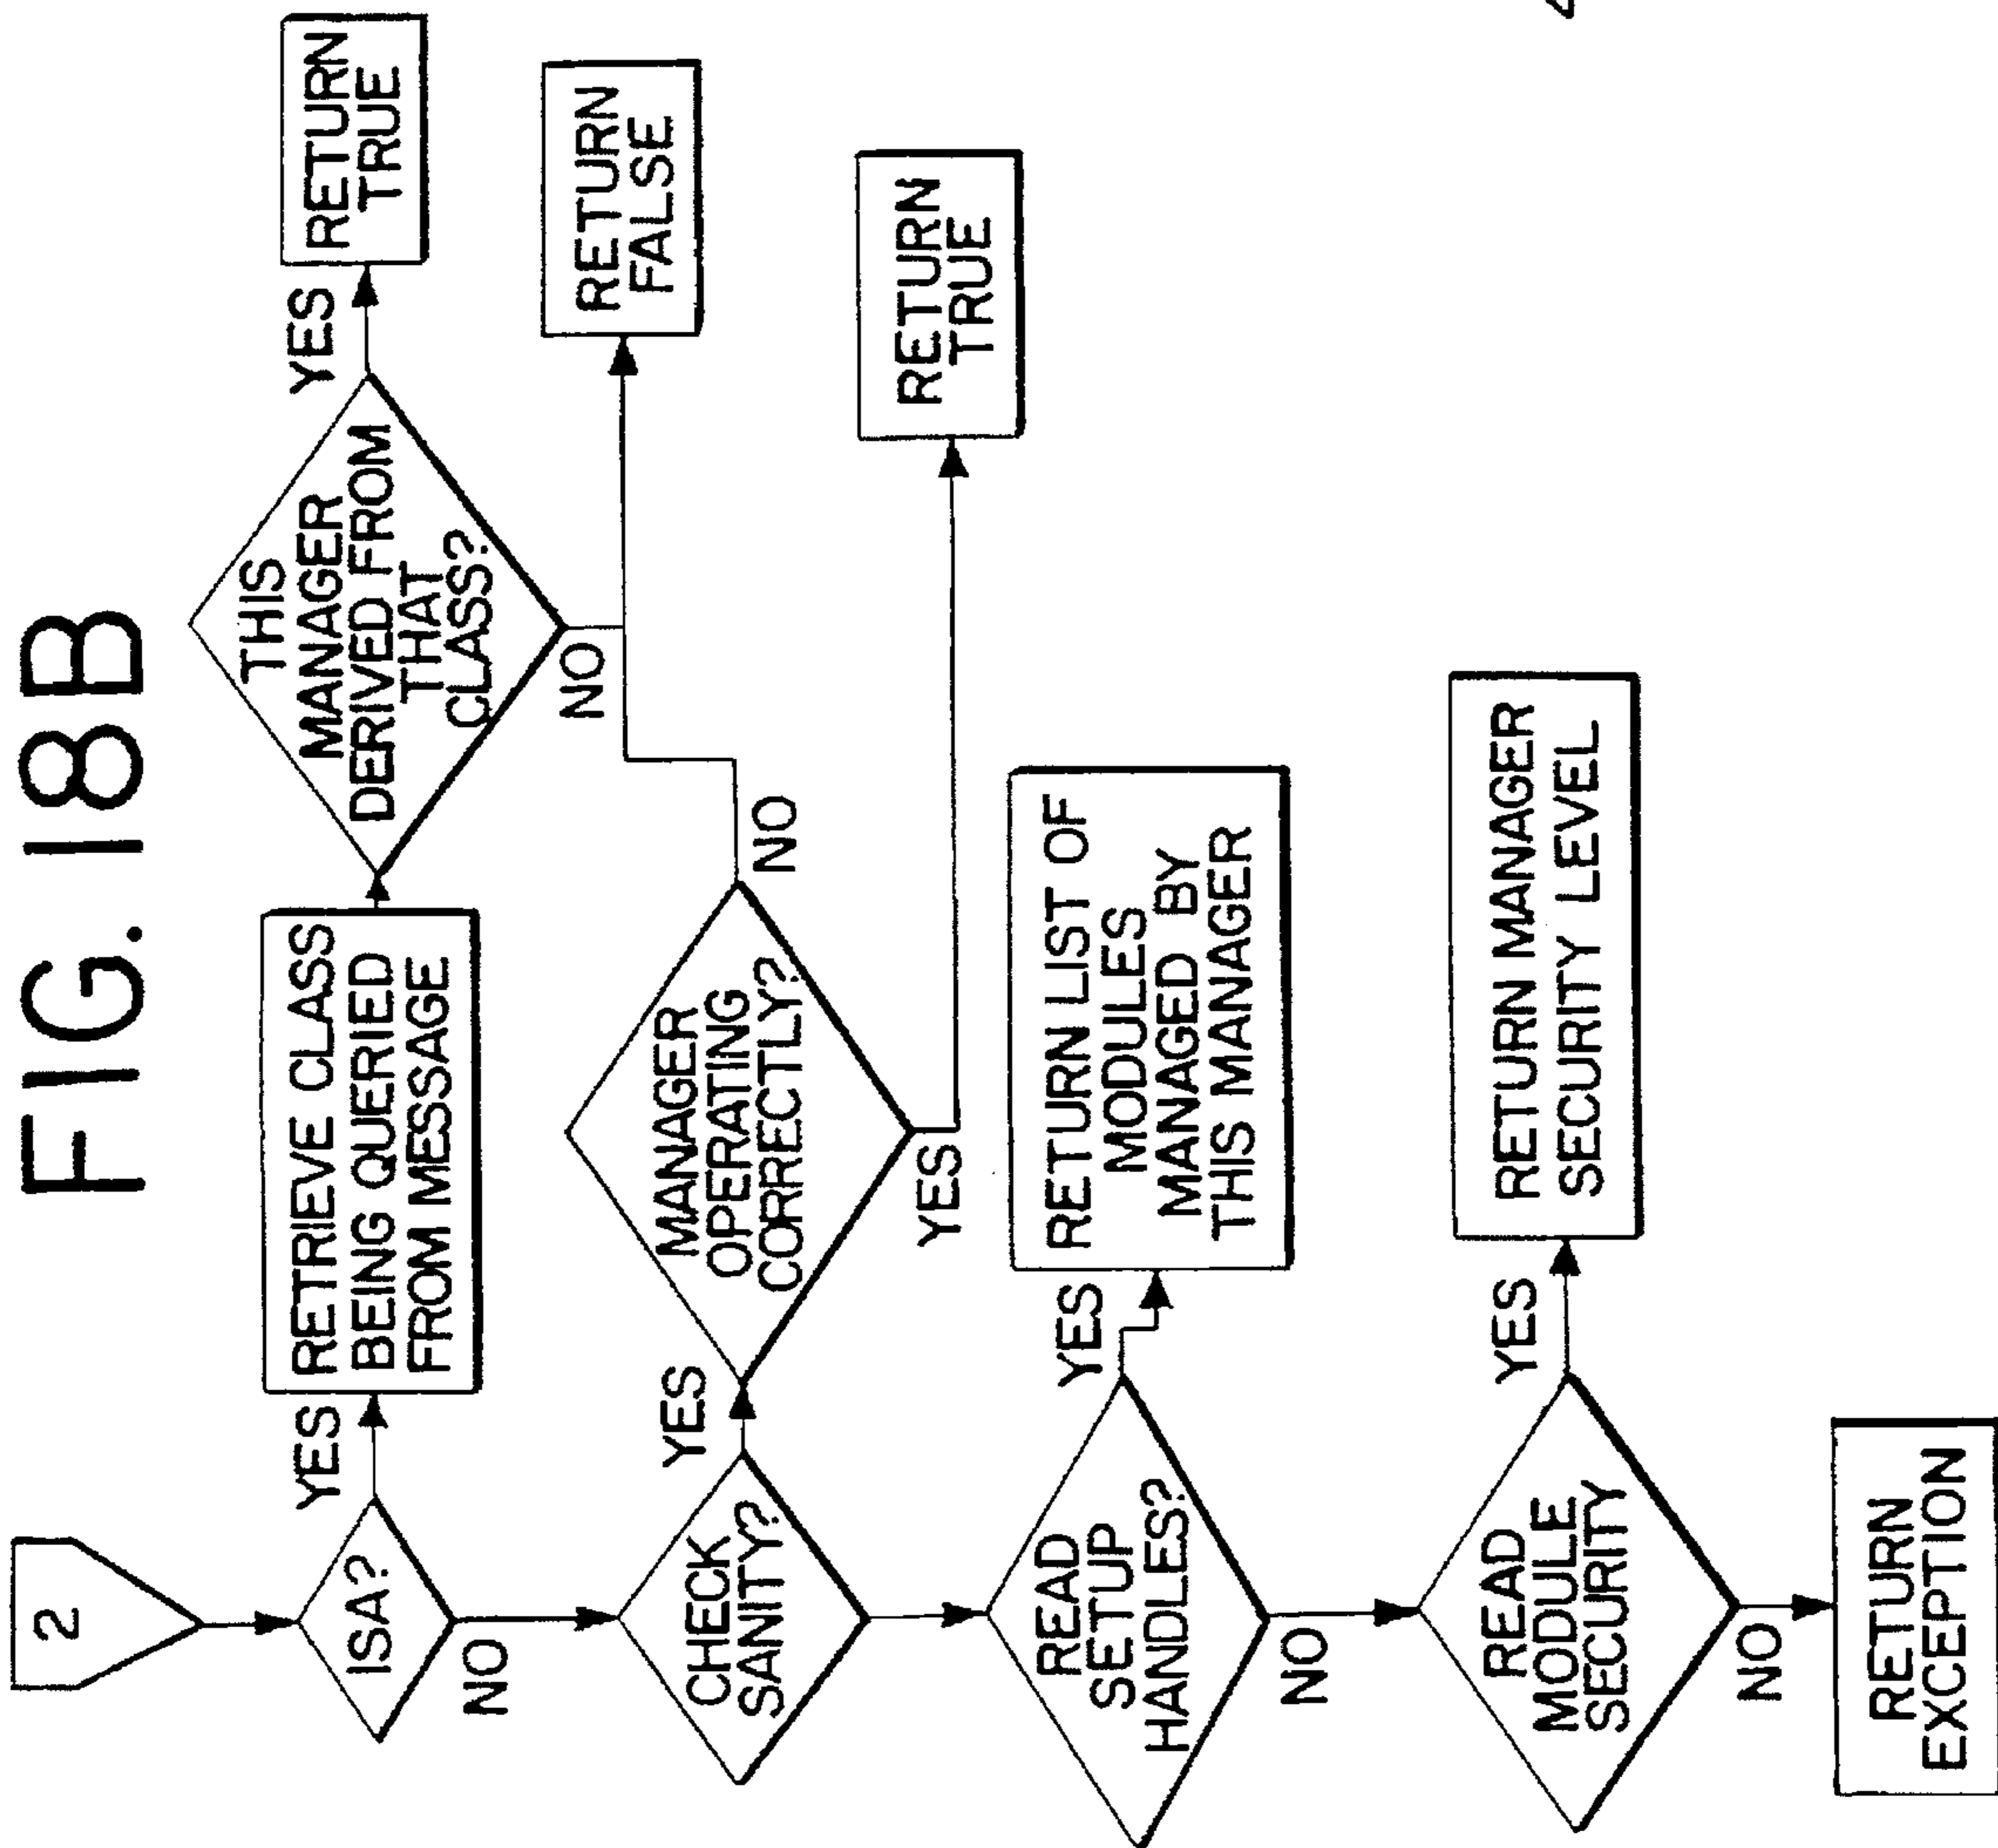 FIG. 18B
2
ISA?
YES
RETRIEVE CLASS
BEING QUERIED
FROM MESSAGE
THIS
MANAGER
DERIVED FROM
THAT
CLASS?
YES
RETURN
TRUE
NO
RETURN
FALSE
NO
CHECK
SANITY?
YES
MANAGER
OPERATING
CORRECTLY?
NO
YES
RETURN
TRUE
READ
SETUP
HANDLES?
YES
RETURN LIST OF
MODULES
MANAGED BY
THIS MANAGER
NO
READ
MODULE
SECURITY
YES
RETURN MANAGER
SECURITY LEVEL
NO
RETURN
EXCEPTION